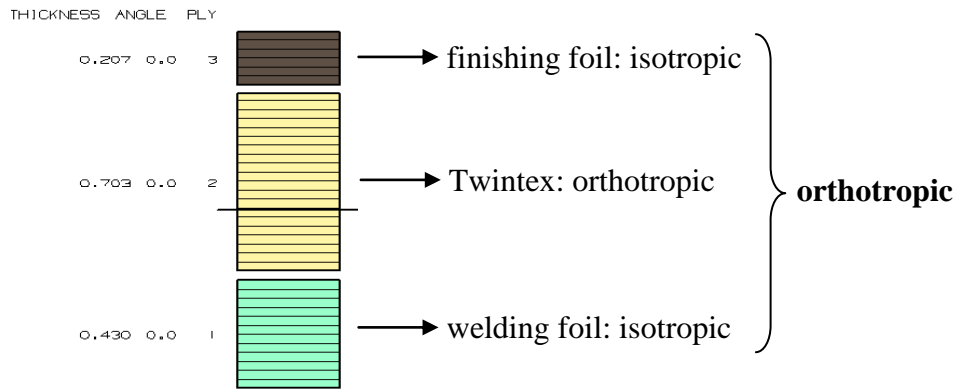 THICKNESS ANGLE PLY
0.207 0.0 3
finishing foil: isotropic
0.703 0.0 2
Twintex: orthotropic
orthotropic
0.430 0.0 1
welding foil: isotropic